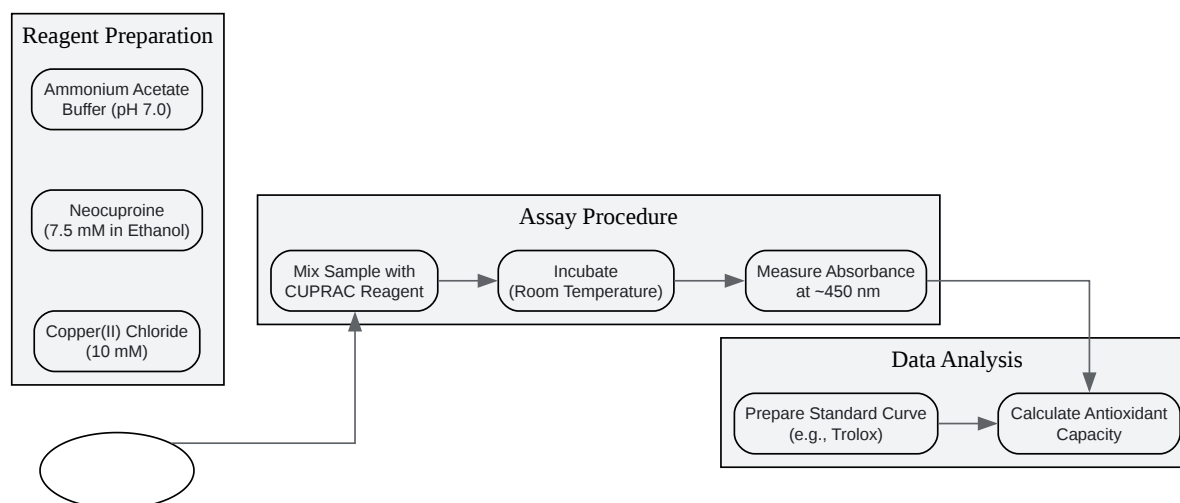 Reagent Preparation
Ammonium Acetate
Buffer (pH 7.0)
Neocuproine
(7.5 mM in Ethanol)
Copper(II) Chloride
(10 mM)
Assay Procedure
Mix Sample with
CUPRAC Reagent
Incubate
(Room Temperature)
Measure Absorbance
at ~450 nm
Data Analysis
Prepare Standard Curve
(e.g., Trolox)
Calculate Antioxidant
Capacity